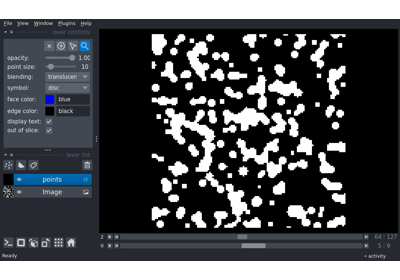 File View Window Plugins Help
layer controls
opacity: 1.00
point size: 10
blending: translucen
symbol: disc
face color: blue
edge color: black
display text:
out of slice:
layer list
points
Image
2 64 127
0 5 9
Ready activity